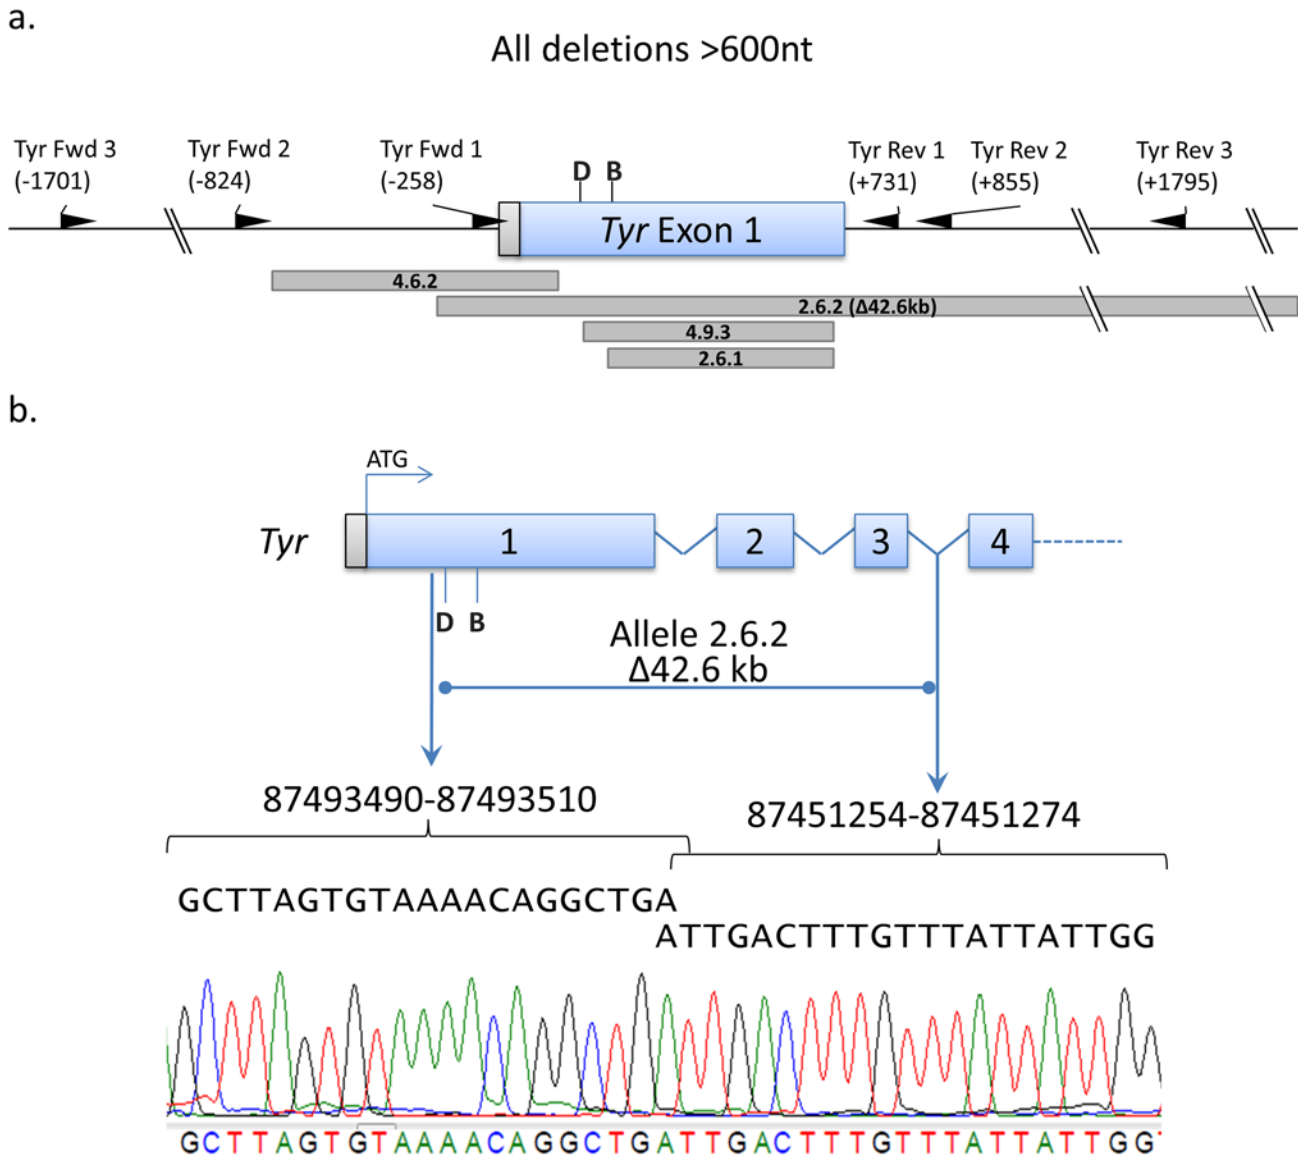 a.
All deletions >600nt
Tyr Fwd 3 Tyr Fwd 2 Tyr Fwd 1 Tyr Rev 1 Tyr Rev 2 Tyr Rev 3
(-1701) (-824) (-258) (+731) (+855) (+1795)
D B
Tyr Exon 1
4.6.2
2.6.2 (Δ42.6kb)
4.9.3
2.6.1
b.
ATG
Tyr 1 2 3 4
D B
Allele 2.6.2
Δ42.6 kb
87493490-87493510
87451254-87451274
GCTTAGTGTAAAACAGGCTGA
ATTGACTTTGTTTATTATTGG
GCTTAGTGTAAAACAGGCTGATTGACTTTGTTTATTATTGG